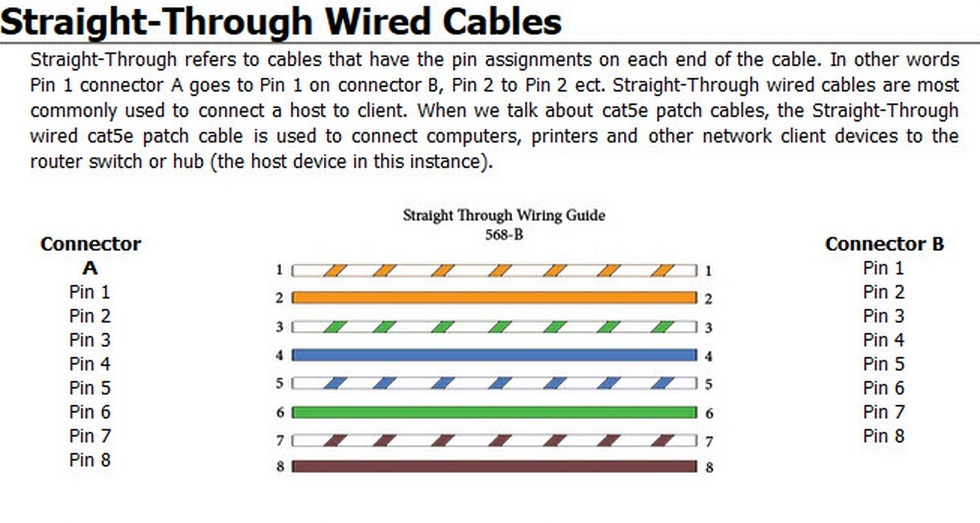 Straight-Through Wired Cables
Straight-Through refers to cables that have the pin assignments on each end of the cable. In other words
Pin 1 connector A goes to Pin 1 on connector B, Pin 2 to Pin 2 ect. Straight-Through wired cables are most
commonly used to connect a host to client. When we talk about cat5e patch cables, the Straight-Through
wired cat5e patch cable is used to connect computers, printers and other network client devices to the
router switch or hub (the host device in this instance).
Connector
A
Pin 1
Pin 2
Pin 3
Pin 4
Pin 5
Pin 6
Pin 7
Pin 8
Straight Through Wiring Guide
568-B
1 1
2 2
3 3
4 4
5 5
6 6
7 7
8 8
Connector B
Pin 1
Pin 2
Pin 3
Pin 4
Pin 5
Pin 6
Pin 7
Pin 8